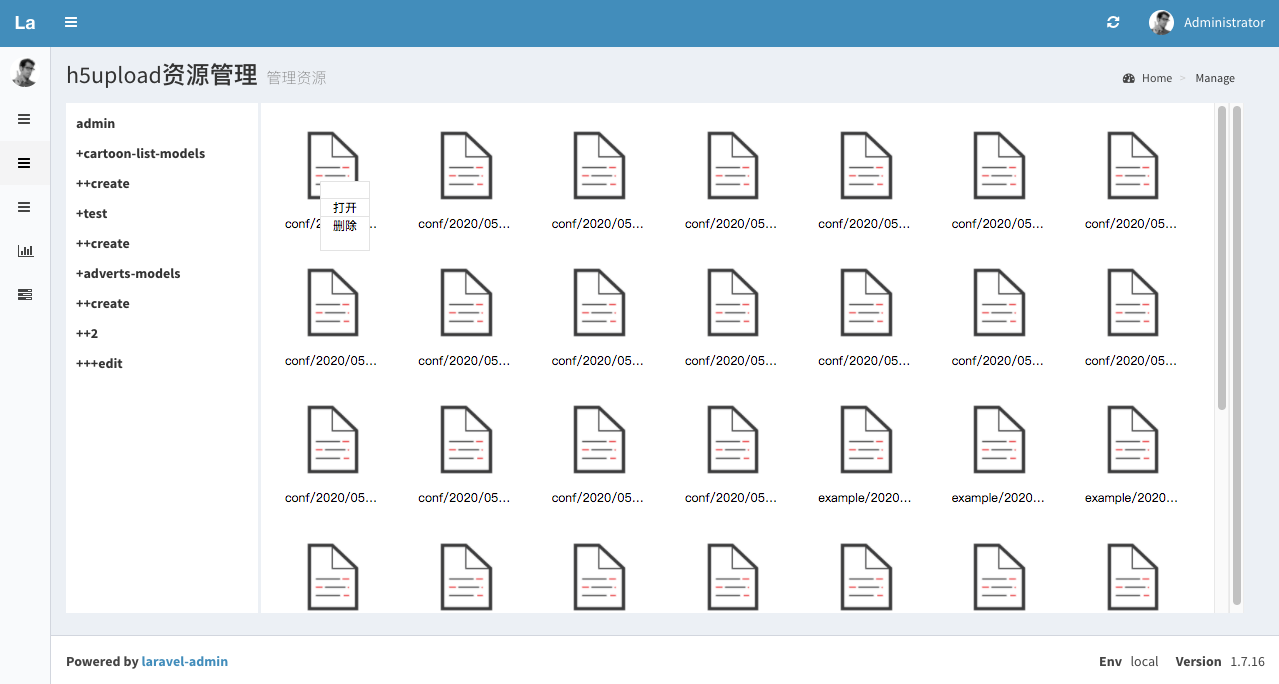 La
Administrator
h5upload资源管理 管理资源
Home > Manage
admin
+cartoon-list-models
++create
+test
++create
+adverts-models
++create
++2
+++edit
打开
删除
conf/2... conf/2020/05... conf/2020/05... conf/2020/05... conf/2020/05... conf/2020/05... conf/2020/05...
conf/2020/05... conf/2020/05... conf/2020/05... conf/2020/05... conf/2020/05... conf/2020/05... conf/2020/05...
conf/2020/05... conf/2020/05... conf/2020/05... conf/2020/05... example/2020... example/2020... example/2020...
Powered by laravel-admin
Env local Version 1.7.16